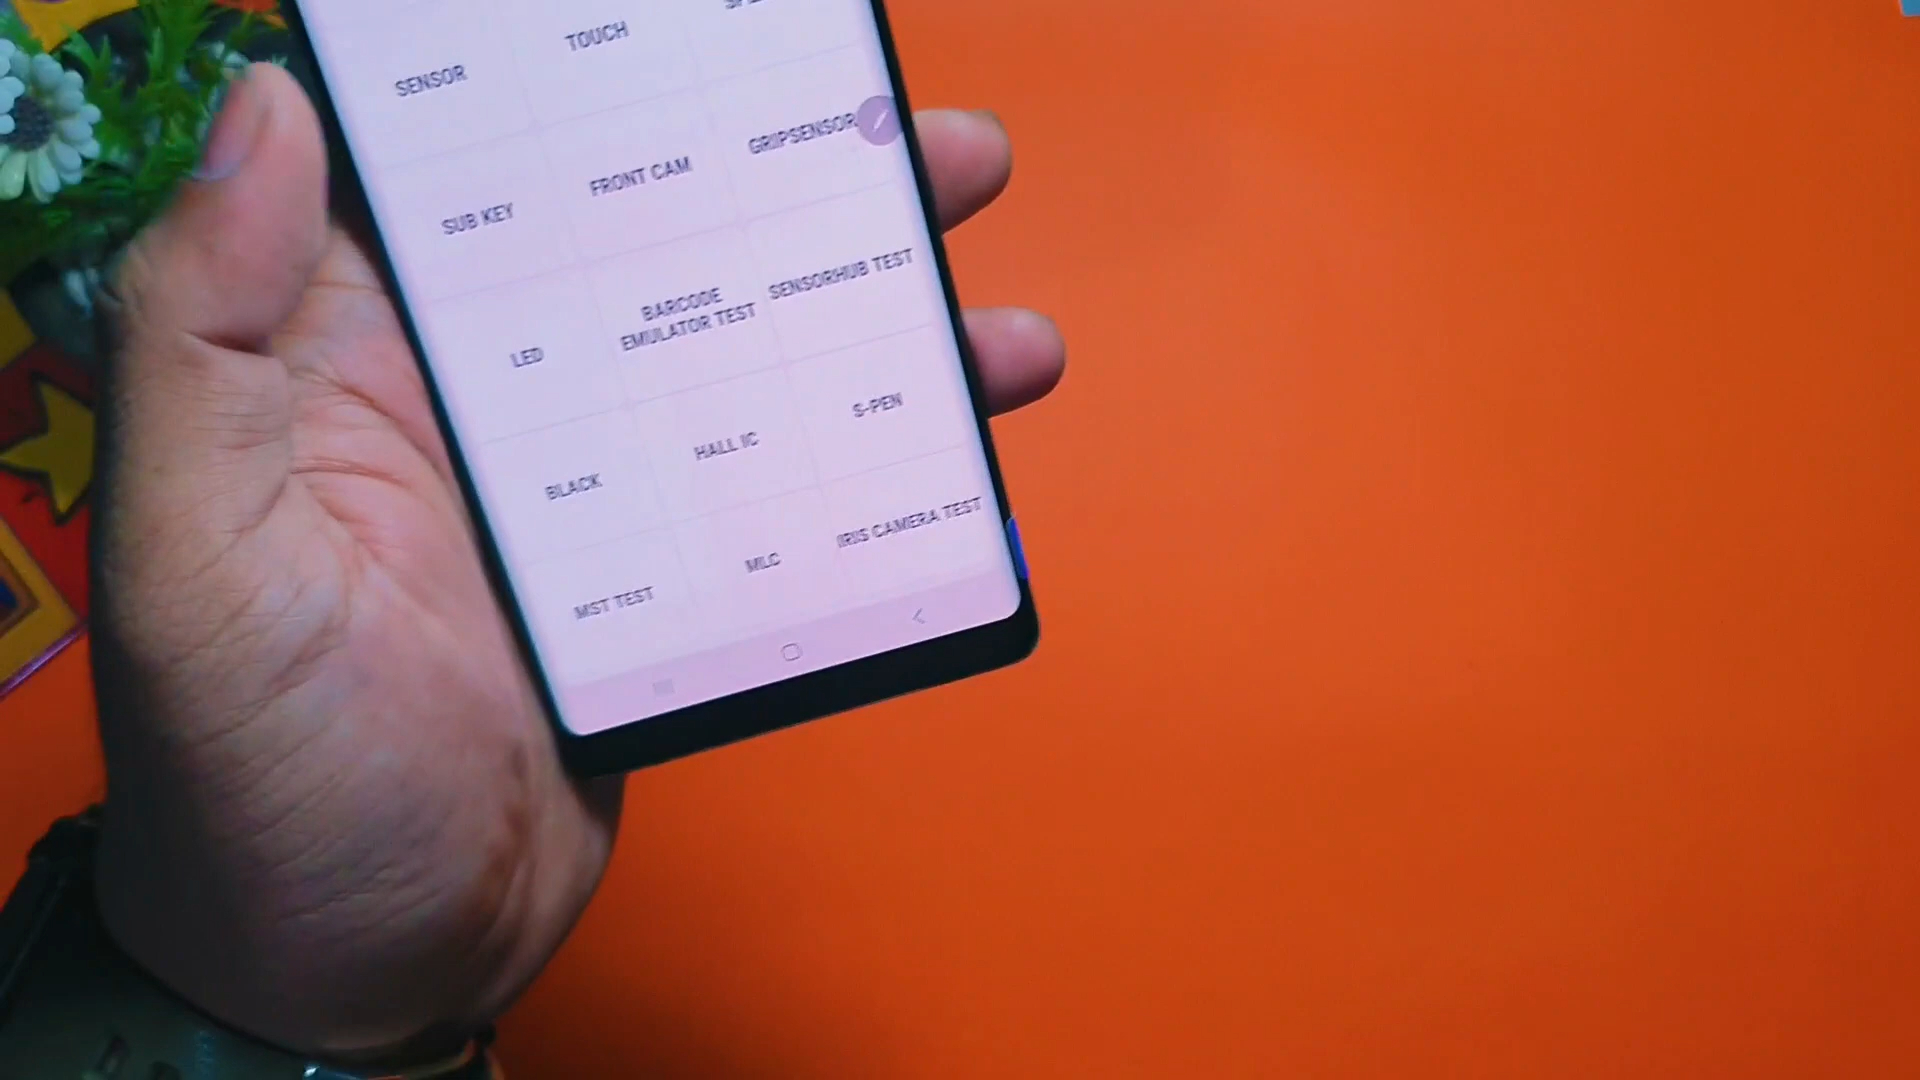 SENSOR
TOUCH
SUB KEY
FRONT CAM
GRIPSENSOR
LED
BARCODE
EMULATOR TEST
SENSORHUB TEST
BLACK
HALL IC
S-PEN
MST TEST
MLC
IRIS CAMERA TEST